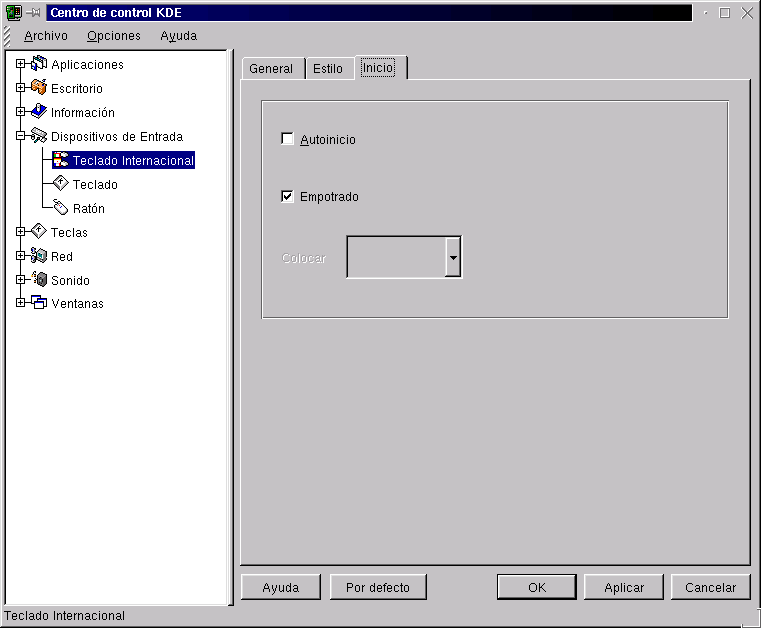 Centro de control KDE
Archivo Opciones Ayuda
Aplicaciones
Escritorio
Información
Dispositivos de Entrada
Teclado Internacional
Teclado
Ratón
Teclas
Red
Sonido
Ventanas
General Estilo Inicio
Autoinicio
Empotrado
Colocar
Ayuda Por defecto OK Aplicar Cancelar
Teclado Internacional